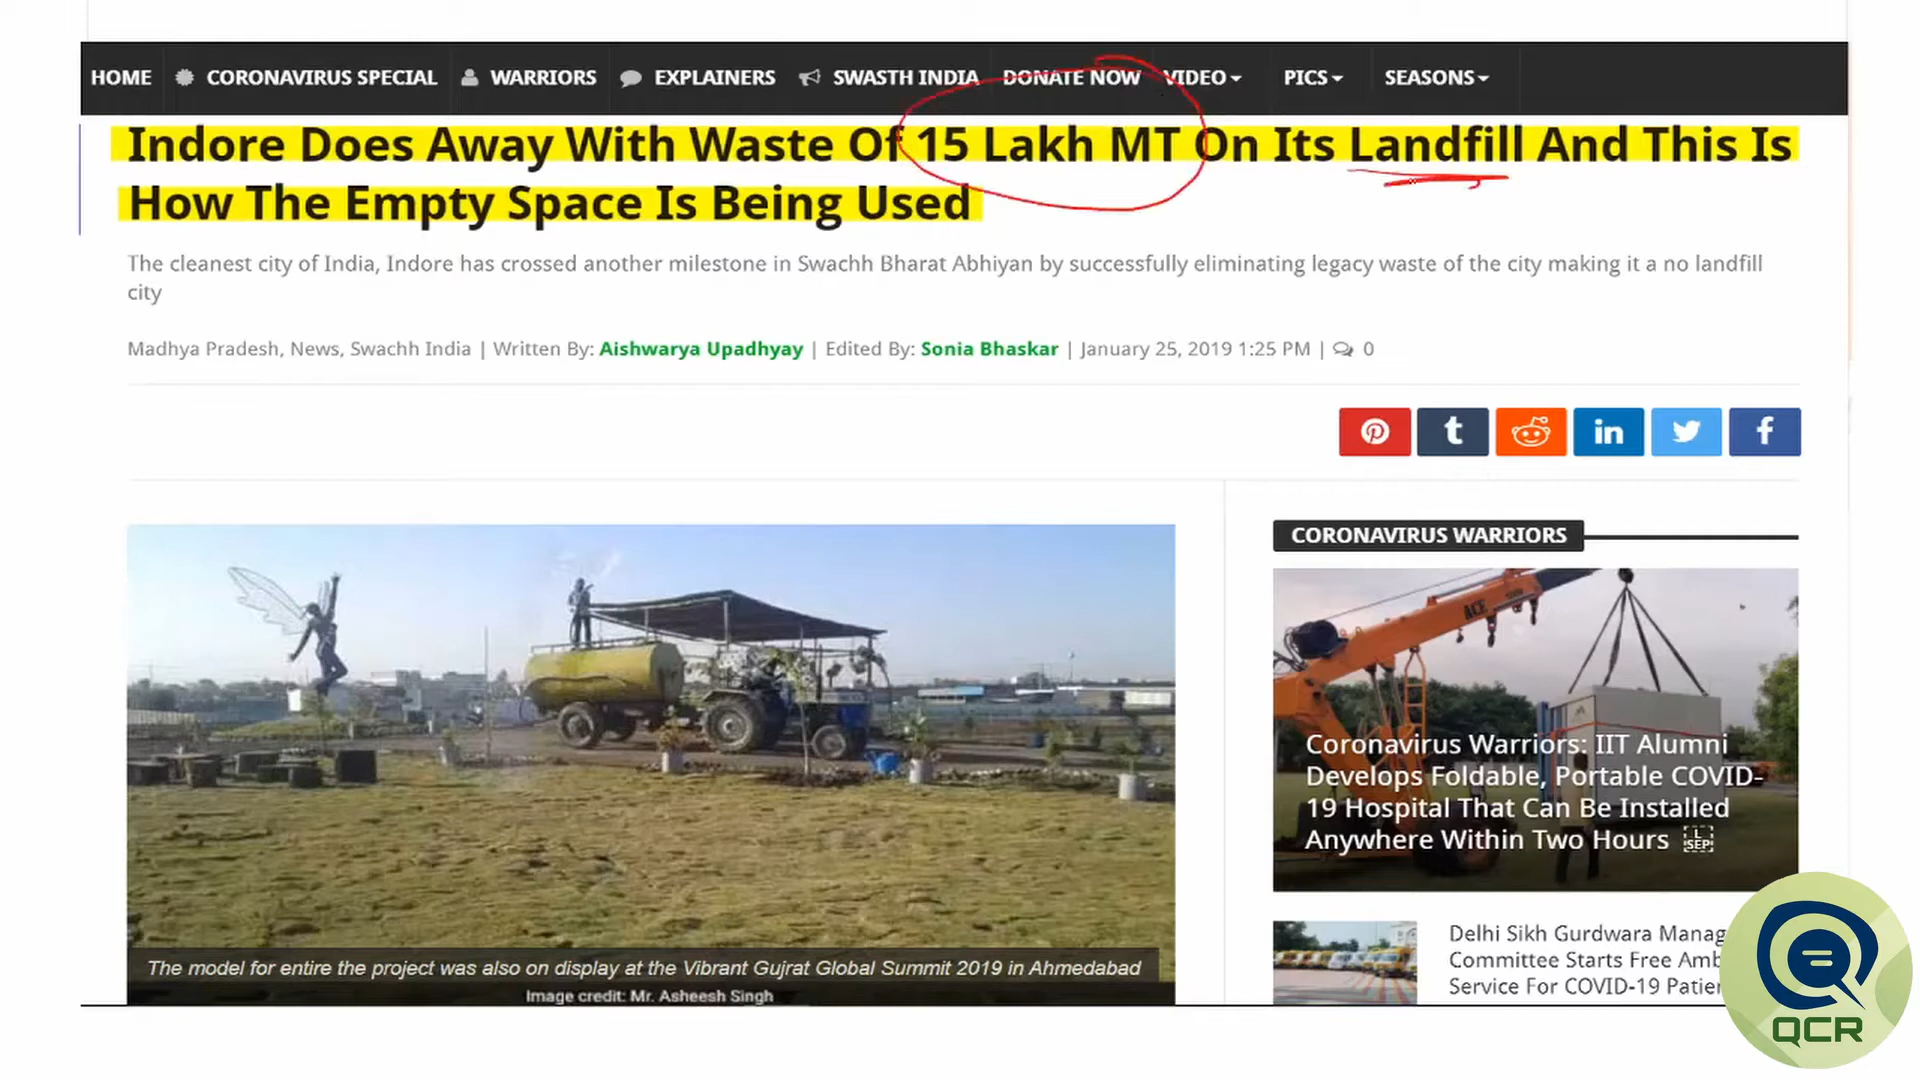 HOME CORONAVIRUS SPECIAL WARRIORS EXPLAINERS SWASTH INDIA DONATE NOW VIDEO PICS SEASONS
Indore Does Away With Waste Of 15 Lakh MT On Its Landfill And This Is
How The Empty Space Is Being Used
The cleanest city of India, Indore has crossed another milestone in Swachh Bharat Abhiyan by successfully eliminating legacy waste of the city making it a no landfill
city
Madhya Pradesh, News, Swachh India | Written By: Aishwarya Upadhyay | Edited By: Sonia Bhaskar | January 25, 2019 1:25 PM | 0
The model for entire the project was also on display at the Vibrant Gujrat Global Summit 2019 in Ahmedabad
Image credit: Mr. Asheesh Singh
CORONAVIRUS WARRIORS
ACE
Coronavirus Warriors: IIT Alumni
Develops Foldable, Portable COVID-
19 Hospital That Can Be Installed
Anywhere Within Two Hours
Delhi Sikh Gurdwara Manag
Committee Starts Free Amb
Service For COVID-19 Patien
QCR